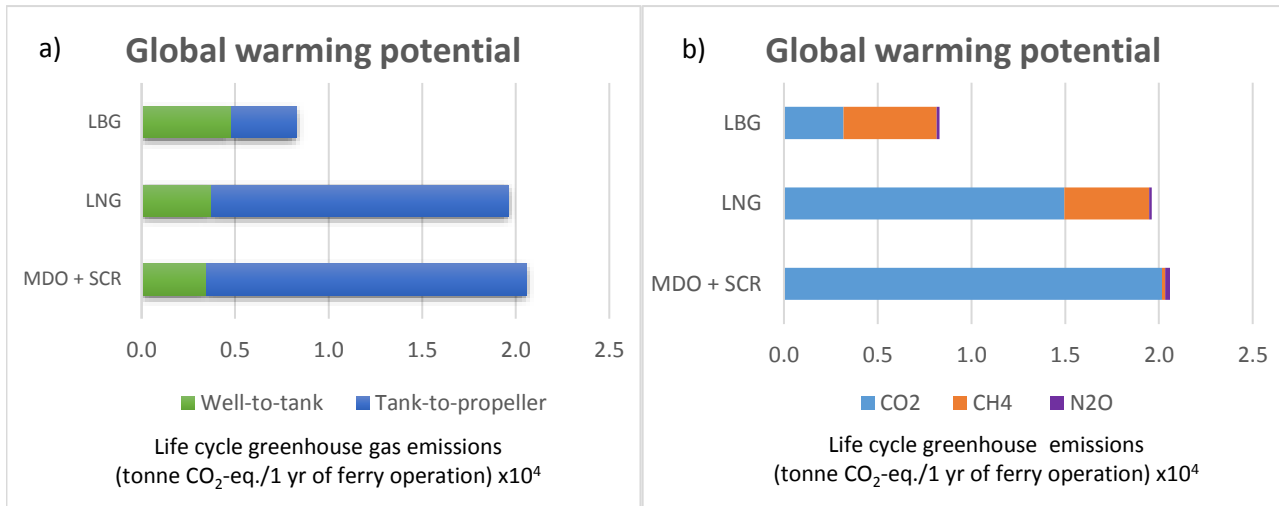 a)
Global warming potential
LBG
LNG
MDO + SCR
0.0 0.5 1.0 1.5 2.0 2.5
Well-to-tank Tank-to-propeller
Life cycle greenhouse gas emissions
(tonne CO₂-eq./1 yr of ferry operation) x10⁴
b)
Global warming potential
LBG
LNG
MDO + SCR
0.0 0.5 1.0 1.5 2.0 2.5
CO2 CH4 N2O
Life cycle greenhouse emissions
(tonne CO₂-eq./1 yr of ferry operation) x10⁴